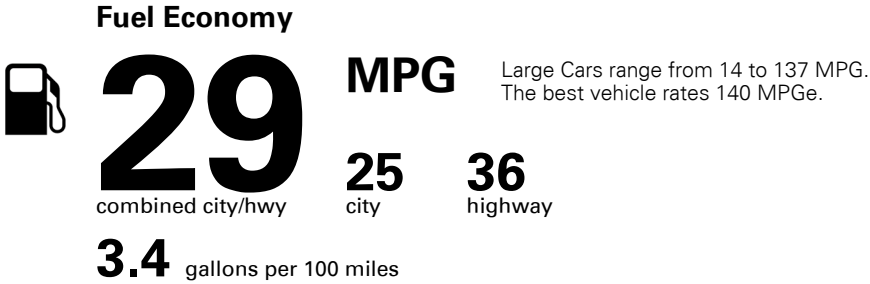 Fuel Economy
29 MPG
Large Cars range from 14 to 137 MPG.
The best vehicle rates 140 MPGe.
combined city/hwy
25
city
36
highway
3.4 gallons per 100 miles